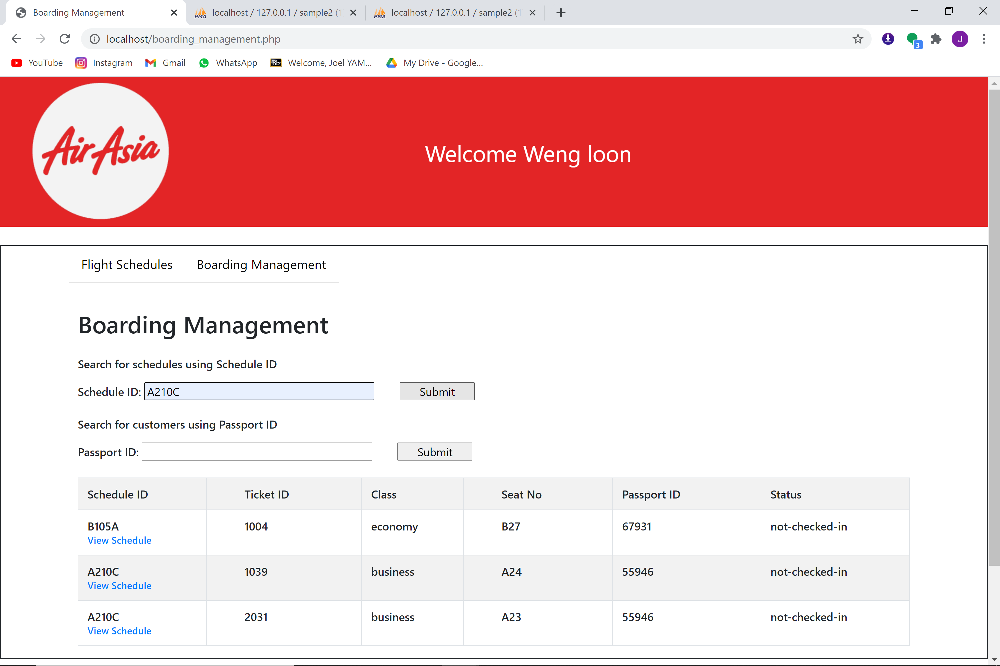 Boarding Management
localhost / 127.0.0.1 / sample2 (1
localhost / 127.0.0.1 / sample2 (1
localhost/boarding_management.php
3
J
YouTube
Instagram
Gmail
WhatsApp
Bb
Welcome, Joel YAM...
My Drive - Google...
AirAsia
Welcome Weng loon
Flight Schedules
Boarding Management
Boarding Management
Search for schedules using Schedule ID
Schedule ID: A210C Submit
Search for customers using Passport ID
Passport ID: Submit
Schedule ID Ticket ID Class Seat No Passport ID Status
B105A 1004 economy B27 67931 not-checked-in
View Schedule
A210C 1039 business A24 55946 not-checked-in
View Schedule
A210C 2031 business A23 55946 not-checked-in
View Schedule